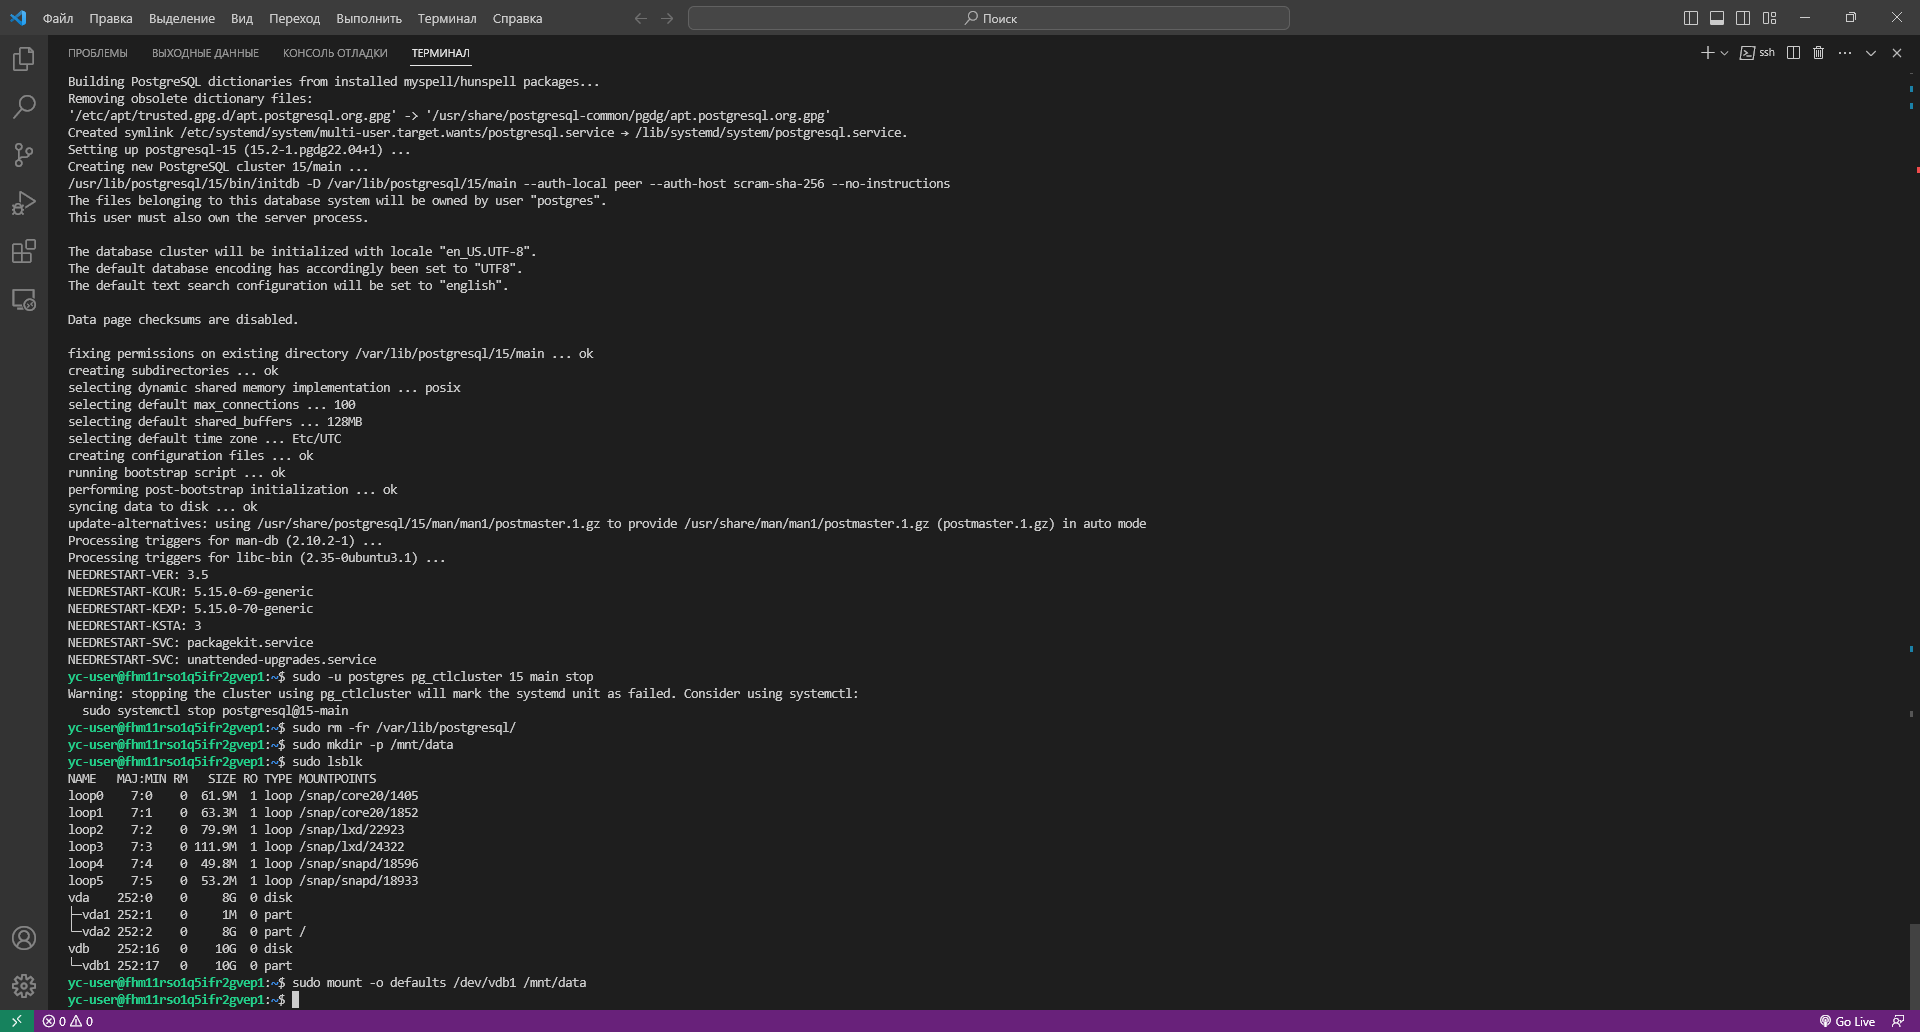 Файл Правка Выделение Вид Переход Выполнить Терминал Справка
Поиск
ПРОБЛЕМЫ ВЫХОДНЫЕ ДАННЫЕ КОНСОЛЬ ОТЛАДКИ ТЕРМИНАЛ
ssh
Building PostgreSQL dictionaries from installed myspell/hunspell packages...
Removing obsolete dictionary files:
'/etc/apt/trusted.gpg.d/apt.postgresql.org.gpg' -> '/usr/share/postgresql-common/pgdg/apt.postgresql.org.gpg'
Created symlink /etc/systemd/system/multi-user.target.wants/postgresql.service → /lib/systemd/system/postgresql.service.
Setting up postgresql-15 (15.2-1.pgdg22.04+1) ...
Creating new PostgreSQL cluster 15/main ...
/usr/lib/postgresql/15/bin/initdb -D /var/lib/postgresql/15/main --auth-local peer --auth-host scram-sha-256 --no-instructions
The files belonging to this database system will be owned by user "postgres".
This user must also own the server process.

The database cluster will be initialized with locale "en_US.UTF-8".
The default database encoding has accordingly been set to "UTF8".
The default text search configuration will be set to "english".

Data page checksums are disabled.

fixing permissions on existing directory /var/lib/postgresql/15/main ... ok
creating subdirectories ... ok
selecting dynamic shared memory implementation ... posix
selecting default max_connections ... 100
selecting default shared_buffers ... 128MB
selecting default time zone ... Etc/UTC
creating configuration files ... ok
running bootstrap script ... ok
performing post-bootstrap initialization ... ok
syncing data to disk ... ok
update-alternatives: using /usr/share/postgresql/15/man/man1/postmaster.1.gz to provide /usr/share/man/man1/postmaster.1.gz (postmaster.1.gz) in auto mode
Processing triggers for man-db (2.10.2-1) ...
Processing triggers for libc-bin (2.35-0ubuntu3.1) ...
NEEDRESTART-VER: 3.5
NEEDRESTART-KCUR: 5.15.0-69-generic
NEEDRESTART-KEXP: 5.15.0-70-generic
NEEDRESTART-KSTA: 3
NEEDRESTART-SVC: packagekit.service
NEEDRESTART-SVC: unattended-upgrades.service
yc-user@fhm11rso1q5ifr2gvep1:~$ sudo -u postgres pg_ctlcluster 15 main stop
Warning: stopping the cluster using pg_ctlcluster will mark the systemd unit as failed. Consider using systemctl:
  sudo systemctl stop postgresql@15-main
yc-user@fhm11rso1q5ifr2gvep1:~$ sudo rm -fr /var/lib/postgresql/
yc-user@fhm11rso1q5ifr2gvep1:~$ sudo mkdir -p /mnt/data
yc-user@fhm11rso1q5ifr2gvep1:~$ sudo lsblk
NAME   MAJ:MIN RM   SIZE RO TYPE MOUNTPOINTS
loop0    7:0    0  61.9M  1 loop /snap/core20/1405
loop1    7:1    0  63.3M  1 loop /snap/core20/1852
loop2    7:2    0  79.9M  1 loop /snap/lxd/22923
loop3    7:3    0 111.9M  1 loop /snap/lxd/24322
loop4    7:4    0  49.8M  1 loop /snap/snapd/18596
loop5    7:5    0  53.2M  1 loop /snap/snapd/18933
vda    252:0    0     8G  0 disk
├─vda1 252:1    0     1M  0 part
└─vda2 252:2    0     8G  0 part /
vdb    252:16   0    10G  0 disk
└─vdb1 252:17   0    10G  0 part
yc-user@fhm11rso1q5ifr2gvep1:~$ sudo mount -o defaults /dev/vdb1 /mnt/data
yc-user@fhm11rso1q5ifr2gvep1:~$
0 0 Go Live